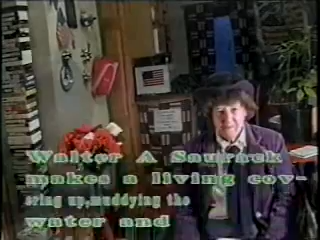 Walter A Saurack
makes a living cov-
ering up,muddying the
water and